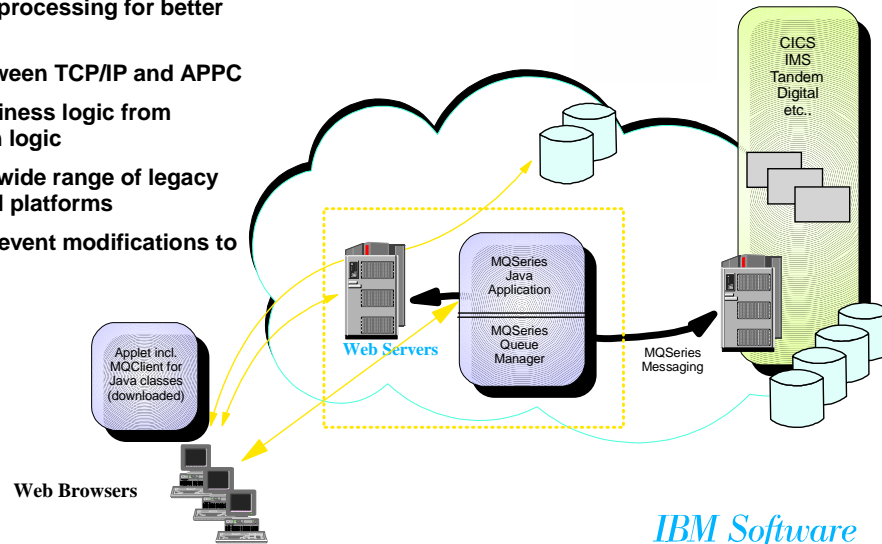 processing for better
ween TCP/IP and APPC
iness logic from
n logic
wide range of legacy
d platforms
event modifications to
CICS
IMS
Tandem
Digital
etc..
MQSeries
Java
Application
MQSeries
Queue
Manager
Web Servers
MQSeries
Messaging
Applet incl.
MQClient for
Java classes
(downloaded)
Web Browsers
IBM Software